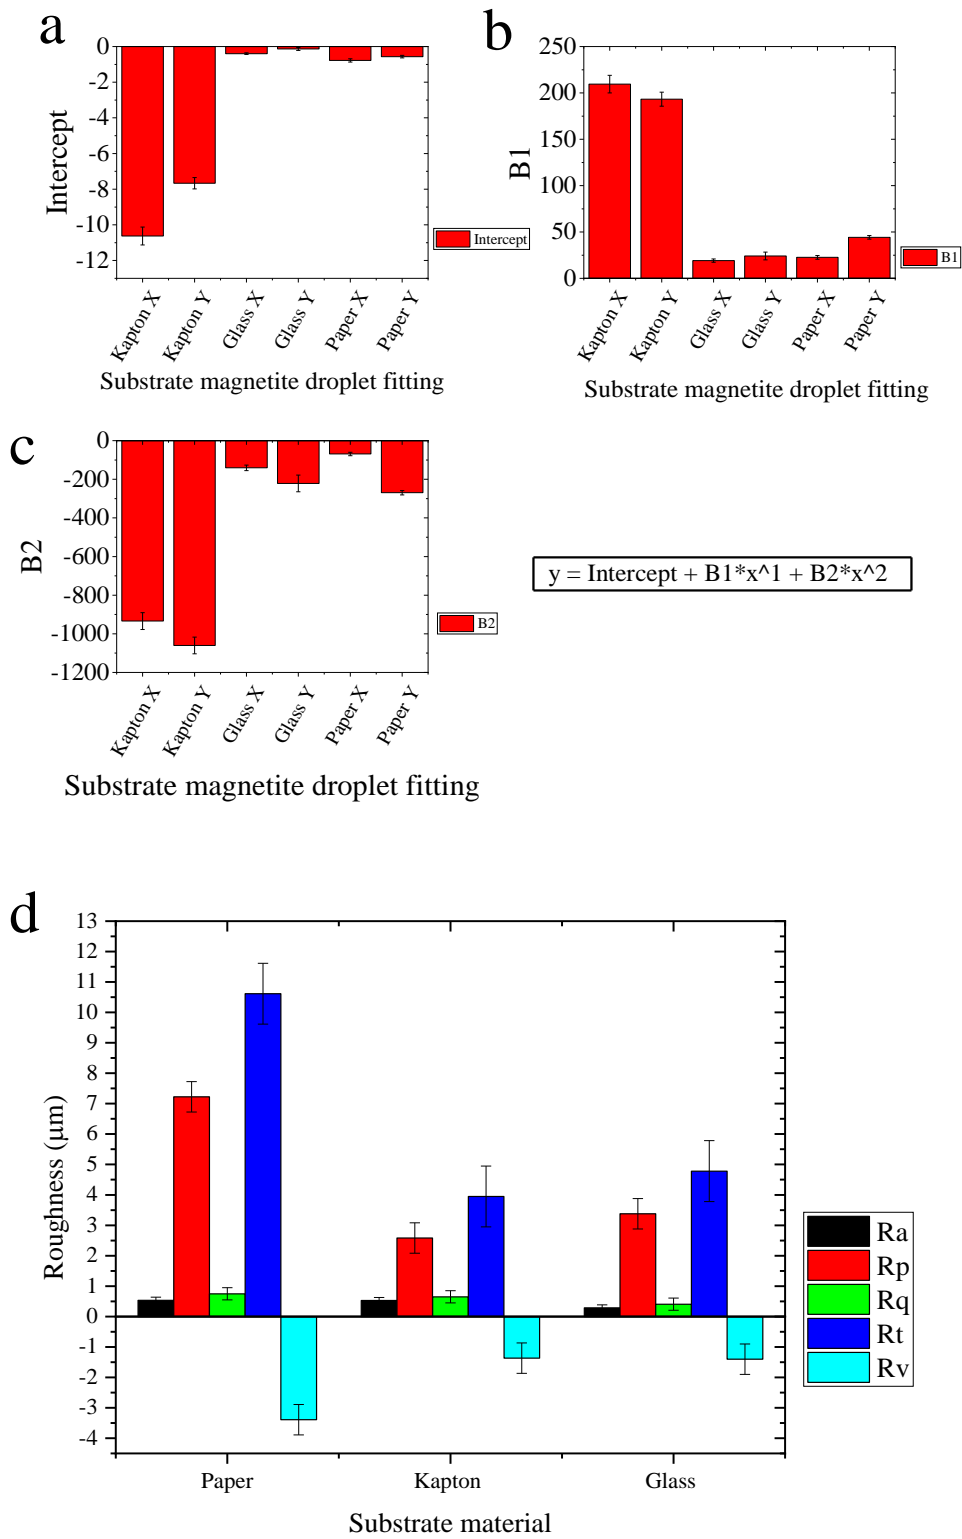 a
0
-2
-4
-6
-8
-10
-12
Intercept
Kapton X
Kapton Y
Glass X
Glass Y
Paper X
Paper Y
Substrate magnetite droplet fitting
Intercept
b
250
200
150
100
50
0
B1
Kapton X
Kapton Y
Glass X
Glass Y
Paper X
Paper Y
Substrate magnetite droplet fitting
B1
c
0
-200
-400
-600
-800
-1000
-1200
B2
Kapton X
Kapton Y
Glass X
Glass Y
Paper X
Paper Y
Substrate magnetite droplet fitting
B2
y = Intercept + B1*x^1 + B2*x^2
d
13
12
11
10
9
8
7
6
5
4
3
2
1
0
-1
-2
-3
-4
Roughness (μm)
Paper
Kapton
Glass
Substrate material
Ra
Rp
Rq
Rt
Rv